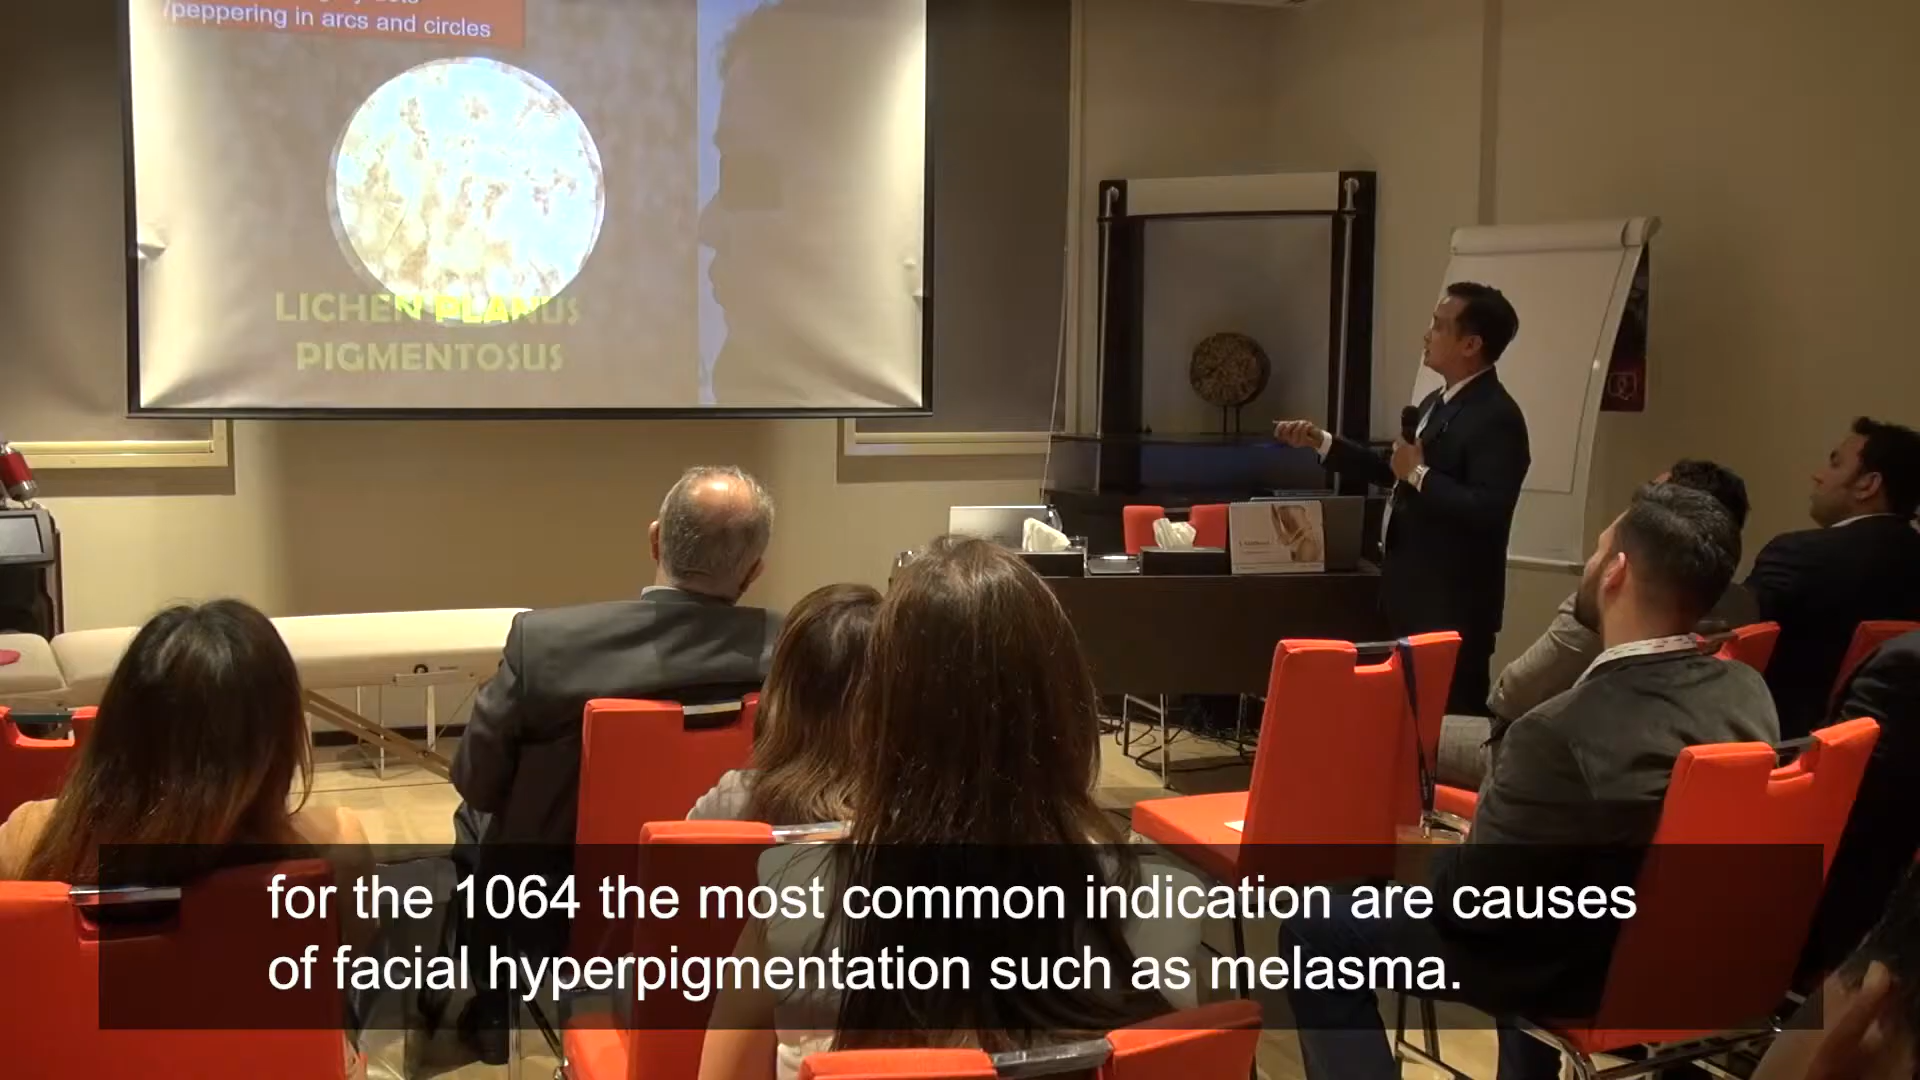 /peppering in arcs and circles
LICHEN PLANUS
PIGMENTOSUS
for the 1064 the most common indication are causes
of facial hyperpigmentation such as melasma.